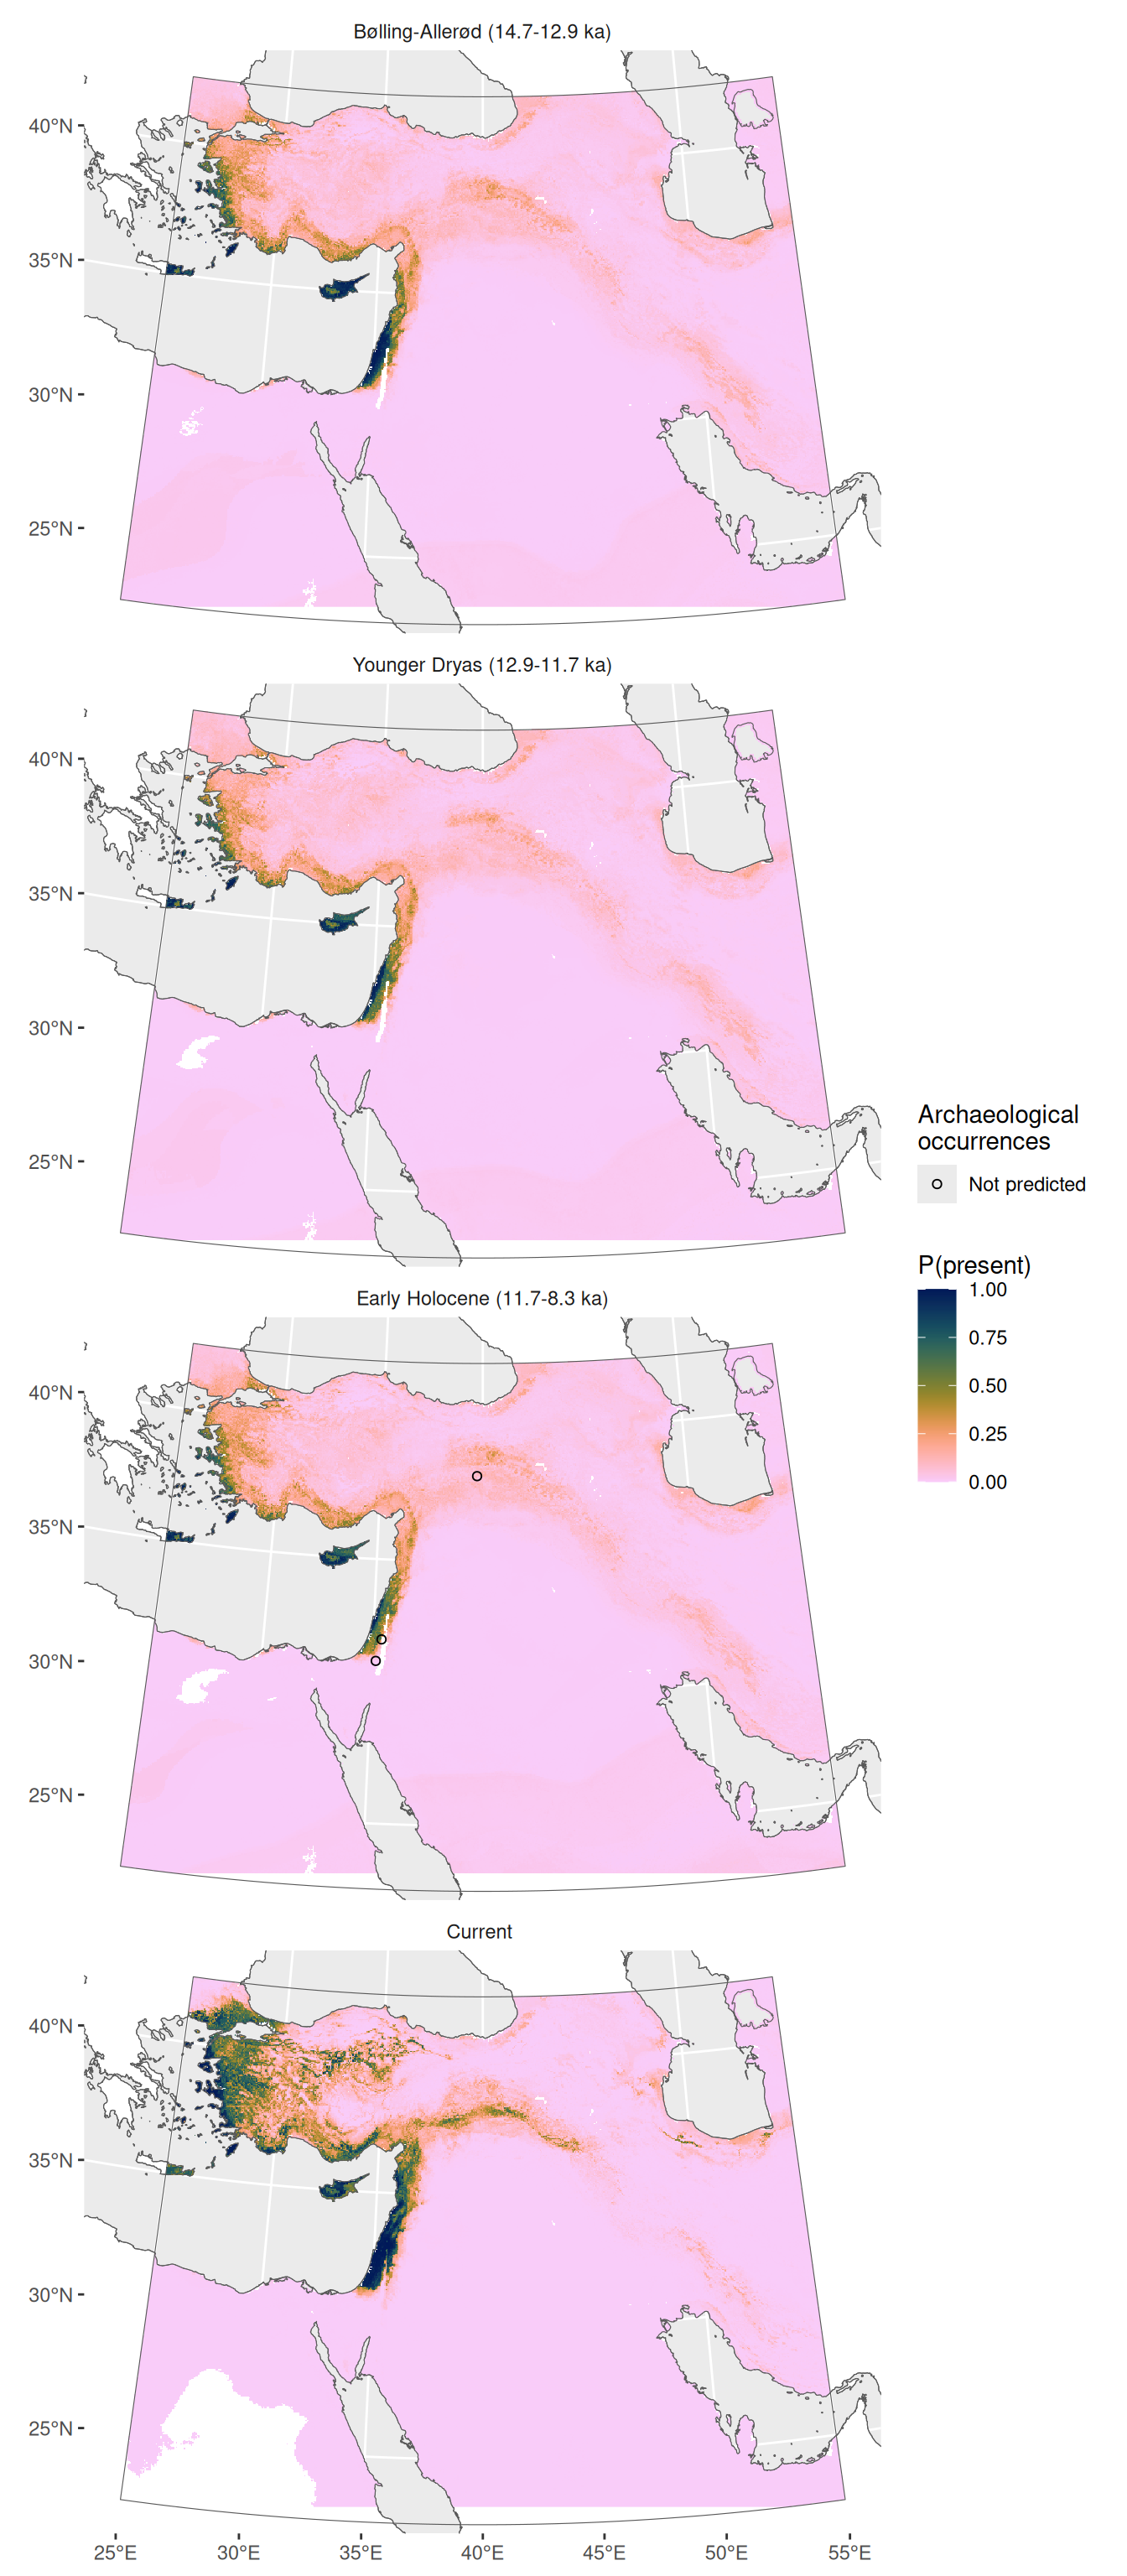 Bølling-Allerød (14.7-12.9 ka)
40°N
35°N
30°N
25°N
Younger Dryas (12.9-11.7 ka)
40°N
35°N
30°N
25°N
Archaeological
occurrences
Not predicted
P(present)
1.00
0.75
0.50
0.25
0.00
Early Holocene (11.7-8.3 ka)
40°N
35°N
30°N
25°N
Current
40°N
35°N
30°N
25°N
25°E 30°E 35°E 40°E 45°E 50°E 55°E